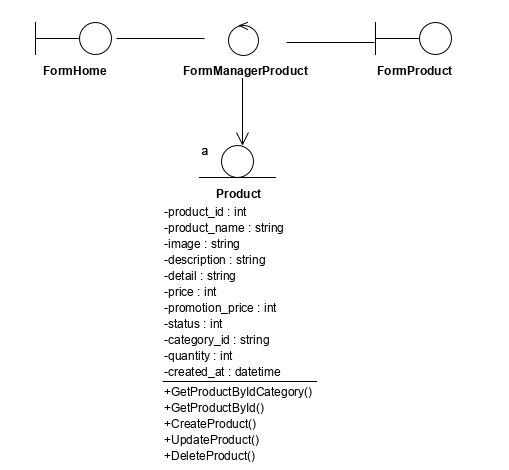 FormHome
FormManagerProduct
FormProduct
a
Product
-product_id : int
-product_name : string
-image : string
-description : string
-detail : string
-price : int
-promotion_price : int
-status : int
-category_id : string
-quantity : int
-created_at : datetime
+GetProductByIdCategory()
+GetProductById()
+CreateProduct()
+UpdateProduct()
+DeleteProduct()